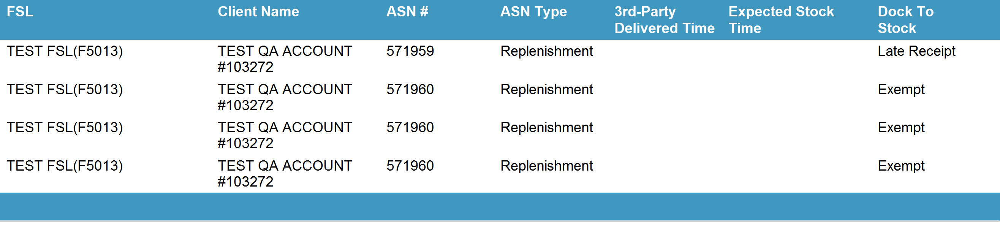 FSL Client Name ASN # ASN Type 3rd-Party Expected Stock Dock To
Delivered Time Time Stock
TEST FSL(F5013) TEST QA ACCOUNT 571959 Replenishment Late Receipt
#103272
TEST FSL(F5013) TEST QA ACCOUNT 571960 Replenishment Exempt
#103272
TEST FSL(F5013) TEST QA ACCOUNT 571960 Replenishment Exempt
#103272
TEST FSL(F5013) TEST QA ACCOUNT 571960 Replenishment Exempt
#103272